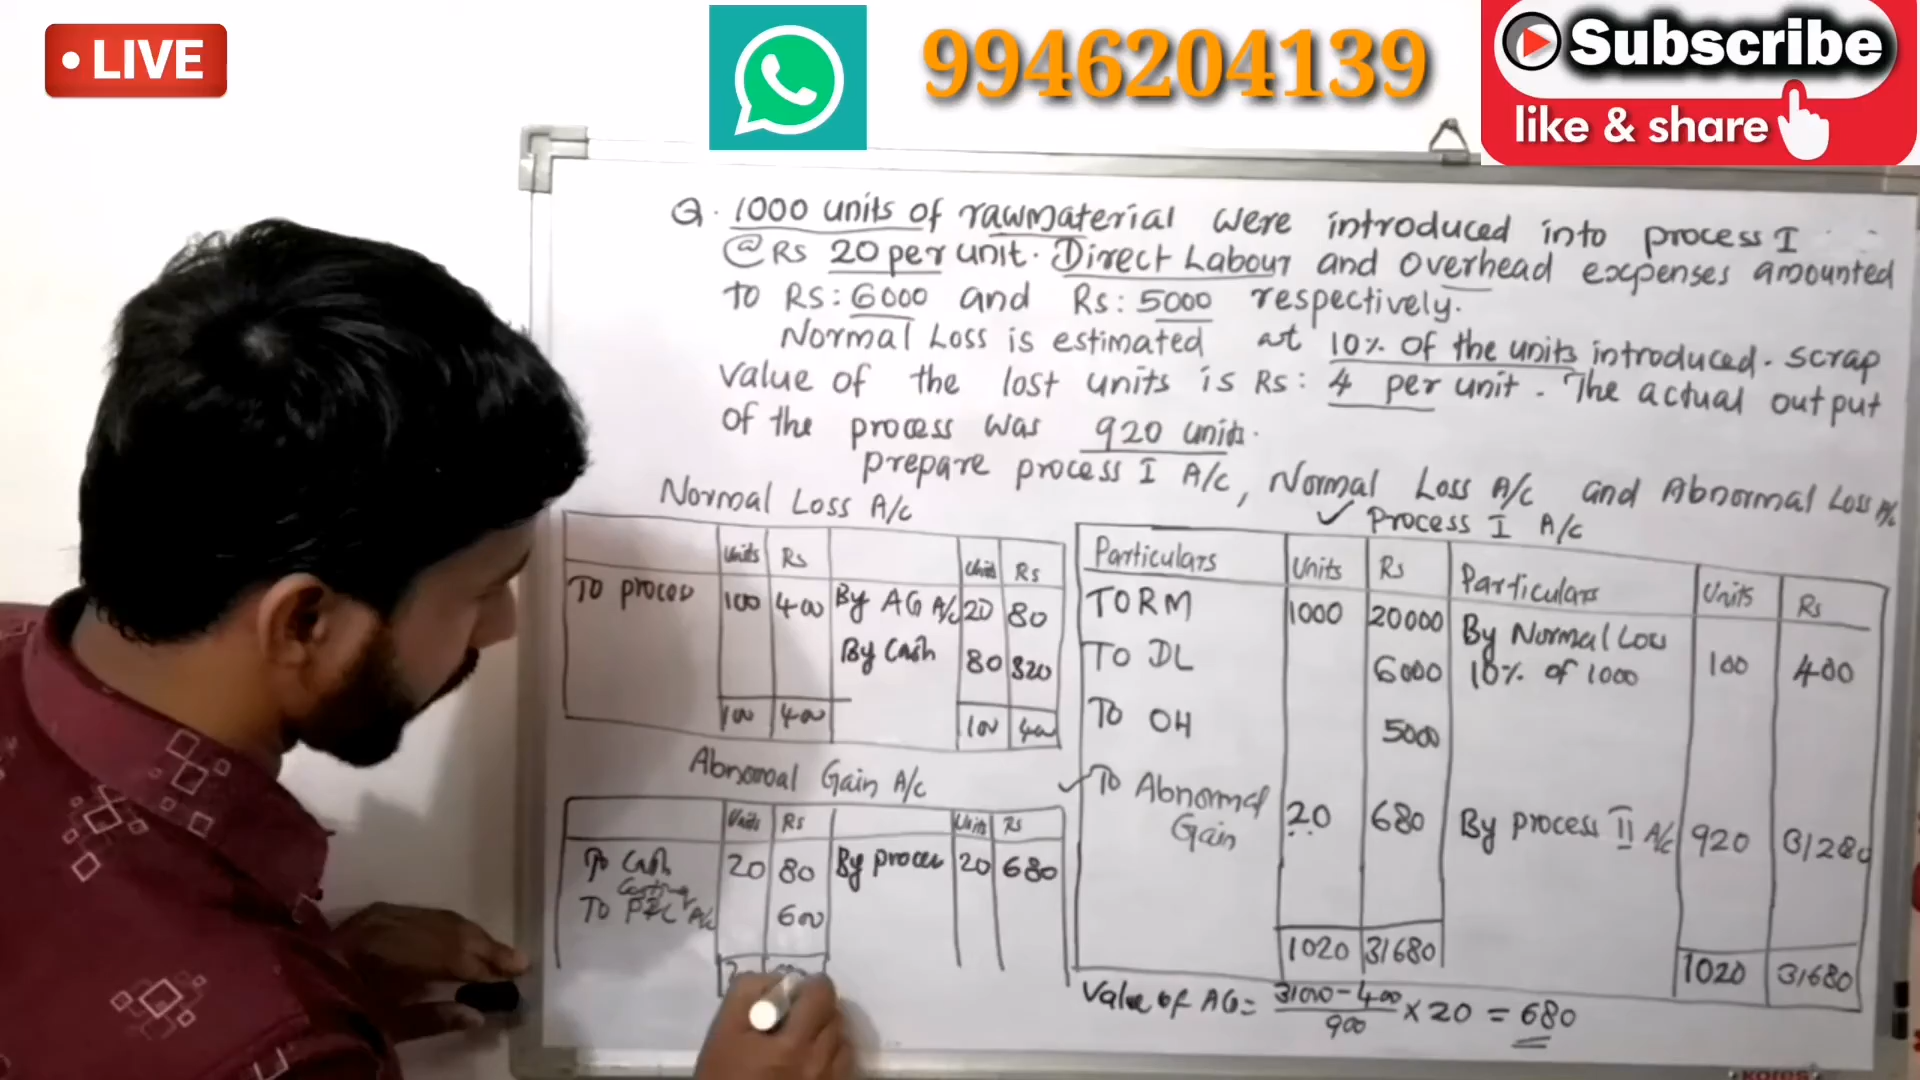 • LIVE
9946204139
Subscribe
like & share
Q. 1000 units of rawmaterial were introduced into process I
@ Rs 20 per unit. Direct Labour and overhead expenses amounted
to Rs: 6000 and Rs: 5000 respectively.
Normal Loss is estimated at 10% of the units introduced. Scrap
value of the lost units is Rs: 4 per unit. The actual output
of the process was 920 units.
prepare process I A/c, Normal Loss A/c and Abnormal Loss A/c
Normal Loss A/c
Units Rs Units Rs
To process 100 400 By AG A/c 20 80
By Cash 80 320
100 400 100 400
Abnormal Gain A/c
Units Rs Units Rs
To Cash 20 80 By process 20 680
To Costing P&L A/c 600
✓ Process I A/c
Particulars Units Rs Particulars Units Rs
TO RM 1000 20000 By Normal Loss
TO DL 6000 10% of 1000 100 400
To OH 5000
To Abnormal
Gain 20 680 By process II A/c 920 31280
1020 31680 1020 31680
Value of AG = 31000 - 400 / 900 × 20 = 680
kores